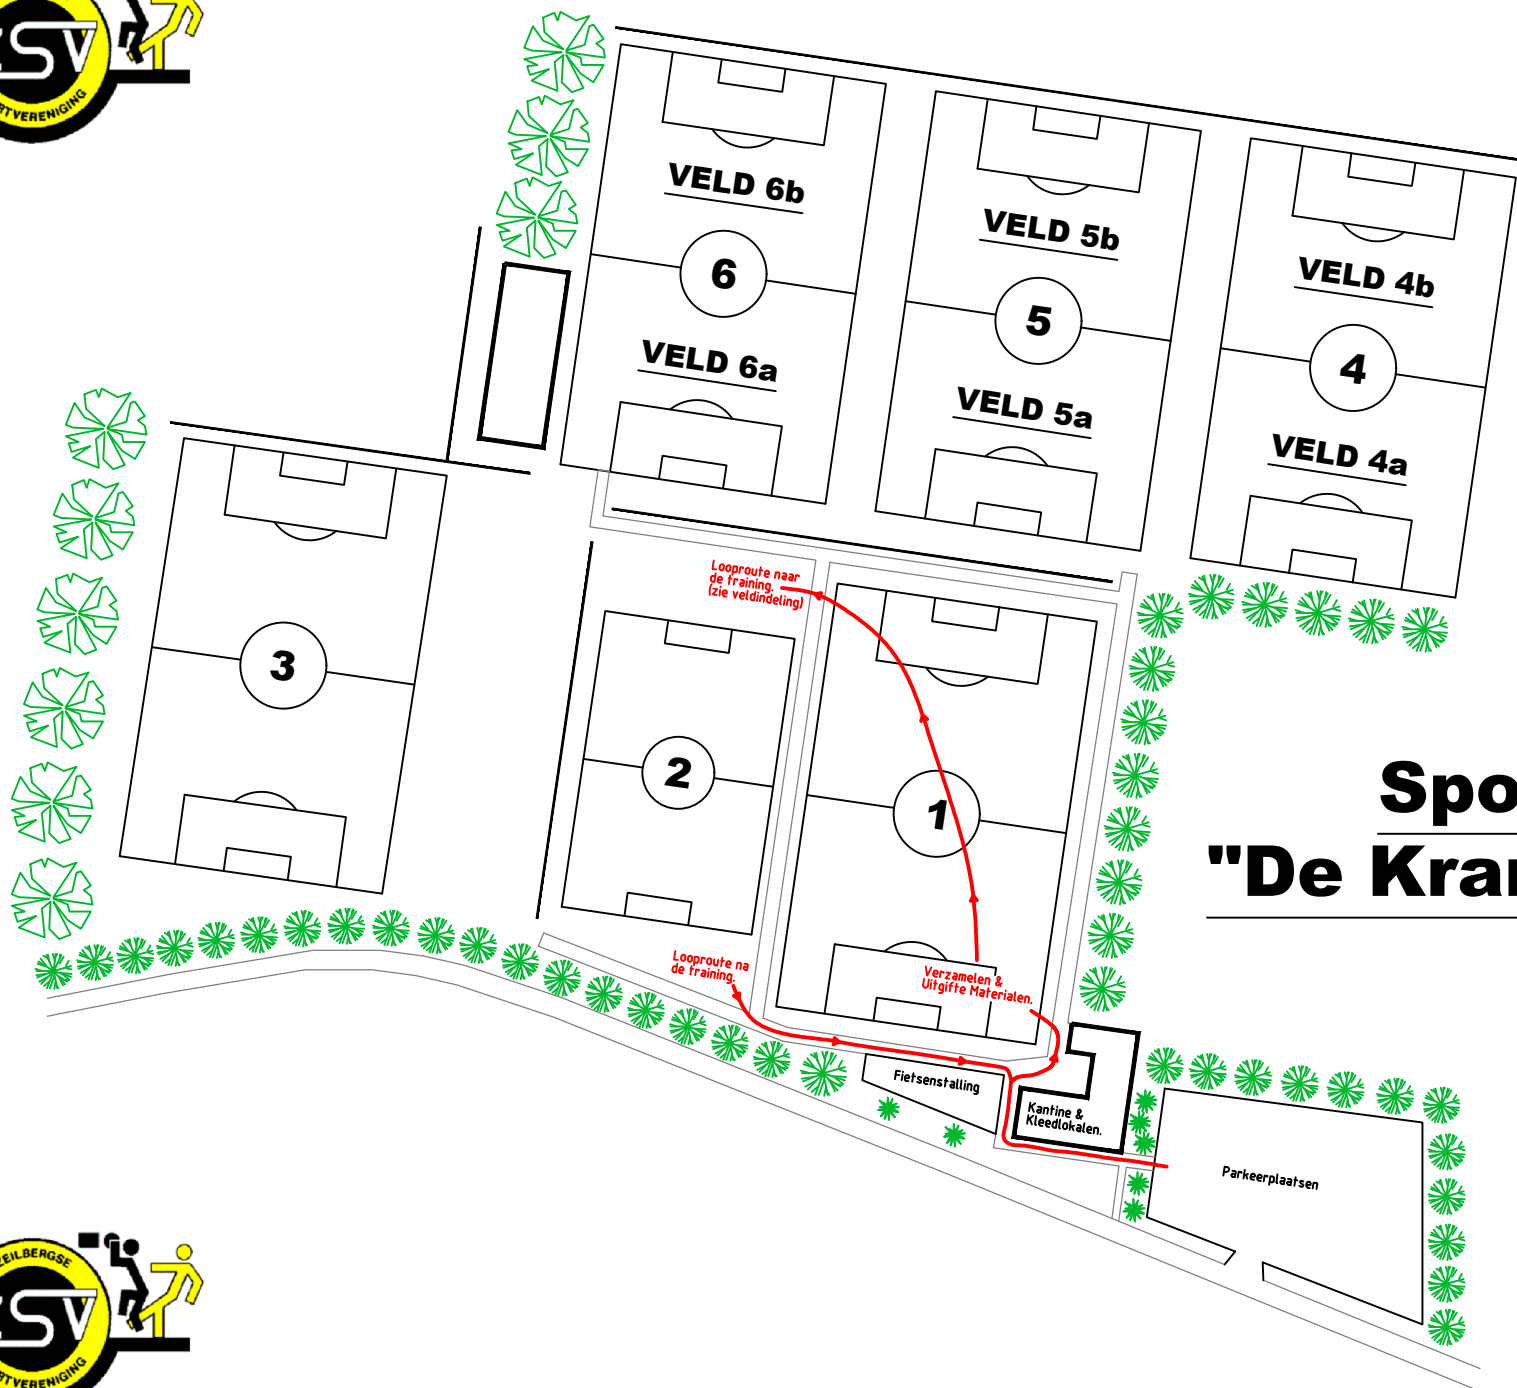 SV
RTVERENIGING
VELD 6b
6
VELD 6a
VELD 5b
5
VELD 5a
VELD 4b
4
VELD 4a
3
2
1
Looproute naar
de training.
(zie veldindeling)
Looproute na
de training.
Verzamelen &
Uitgifte Materialen.
Fietsenstalling
Kantine &
Kleedlokalen.
Parkeerplaatsen
Spo
"De Kra
EILBERGSE
SV
RTVERENIGING